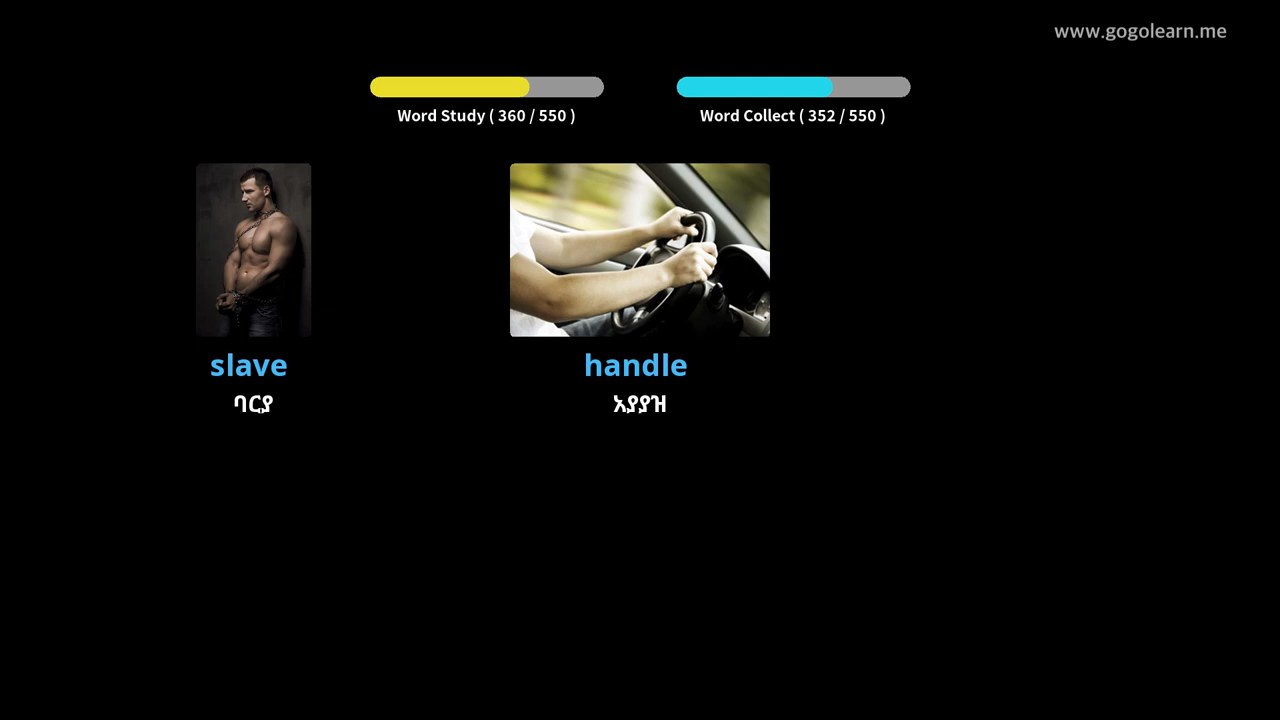 www.gogolearn.me
Word Study ( 360 / 550 )
Word Collect ( 352 / 550 )
slave
ባርያ
handle
አያያዝ